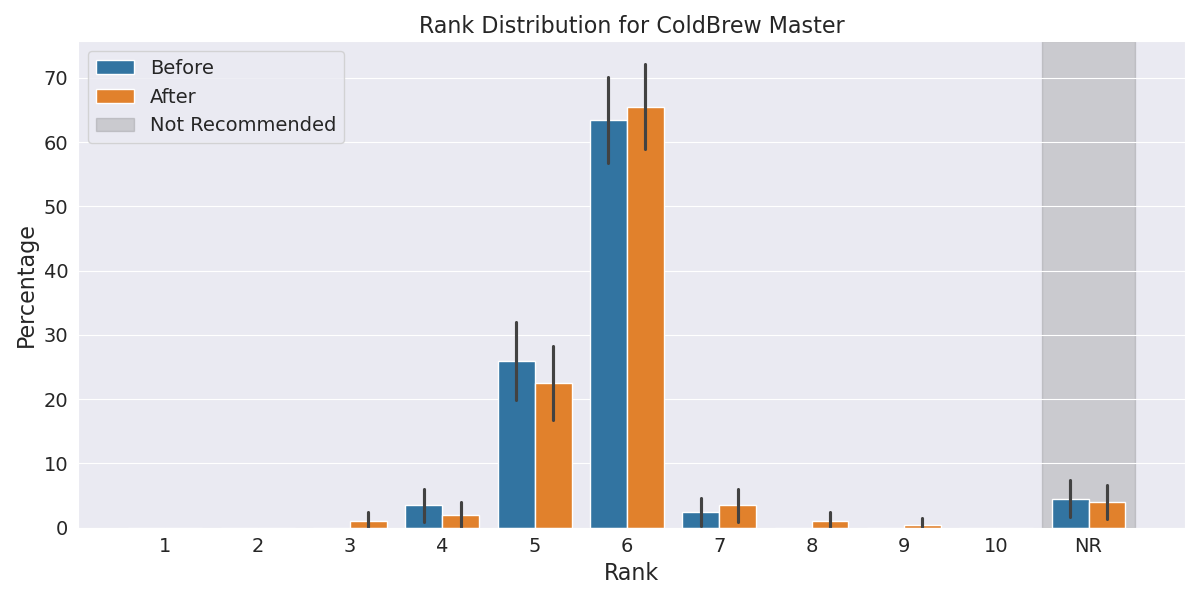 Rank Distribution for ColdBrew Master
Before
After
Not Recommended
Percentage
70
60
50
40
30
20
10
0
1 2 3 4 5 6 7 8 9 10 NR
Rank